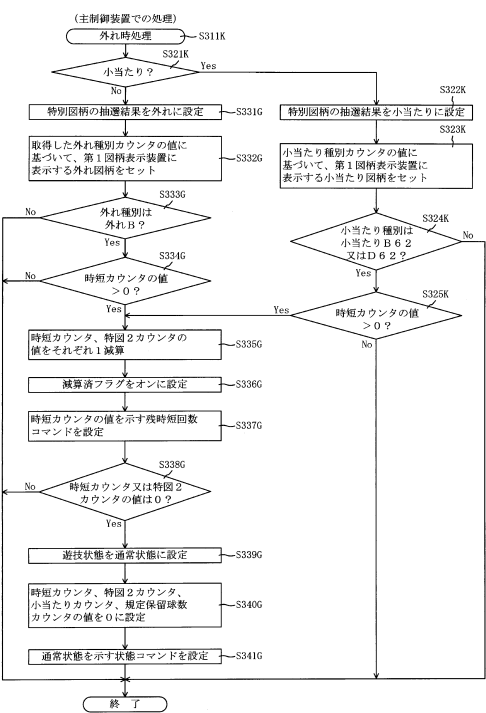 (主制御装置での処理)
外れ時処理
S311K
S321K
小当たり?
Yes
No
特別図柄の抽選結果を外れに設定
S331G
S322K
特別図柄の抽選結果を小当たりに設定
S323K
取得した外れ種別カウンタの値に
基づいて、第1図柄表示装置に
表示する外れ図柄をセット
S332G
小当たり種別カウンタの値に
基づいて、第1図柄表示装置に
表示する小当たり図柄をセット
S333G
外れ種別は
外れB?
No
Yes
S324K
小当たり種別は
小当たりB62
又はD62?
No
Yes
S334G
時短カウンタの値
>0?
No
Yes
S325K
時短カウンタの値
>0?
Yes
No
時短カウンタ、特図2カウンタの
値をそれぞれ1減算
S335G
減算済フラグをオンに設定
S336G
時短カウンタの値を示す残時短回数
コマンドを設定
S337G
S338G
時短カウンタ又は特図2
カウンタの値は0?
No
Yes
遊技状態を通常状態に設定
S339G
時短カウンタ、特図2カウンタ、
小当たりカウンタ、規定保留球数
カウンタの値を0に設定
S340G
通常状態を示す状態コマンドを設定
S341G
終 了